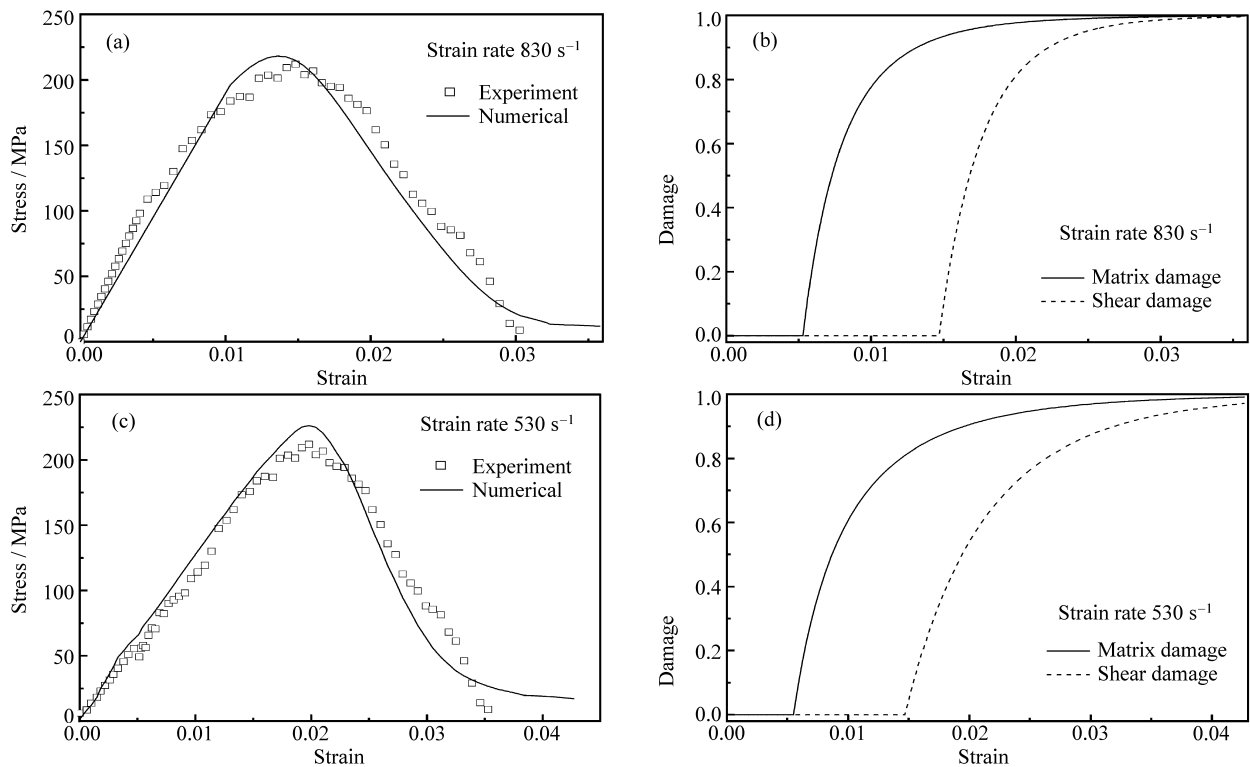 (a)
Strain rate 830 s⁻¹
Experiment
Numerical
250
200
150
100
50
0
0.00
0.01
0.02
0.03
Stress / MPa
Strain
(b)
Strain rate 830 s⁻¹
Matrix damage
Shear damage
1.0
0.8
0.6
0.4
0.2
0.0
0.00
0.01
0.02
0.03
Damage
Strain
(c)
Strain rate 530 s⁻¹
Experiment
Numerical
250
200
150
100
50
0
0.00
0.01
0.02
0.03
0.04
Stress / MPa
Strain
(d)
Strain rate 530 s⁻¹
Matrix damage
Shear damage
1.0
0.8
0.6
0.4
0.2
0.0
0.00
0.01
0.02
0.03
0.04
Damage
Strain